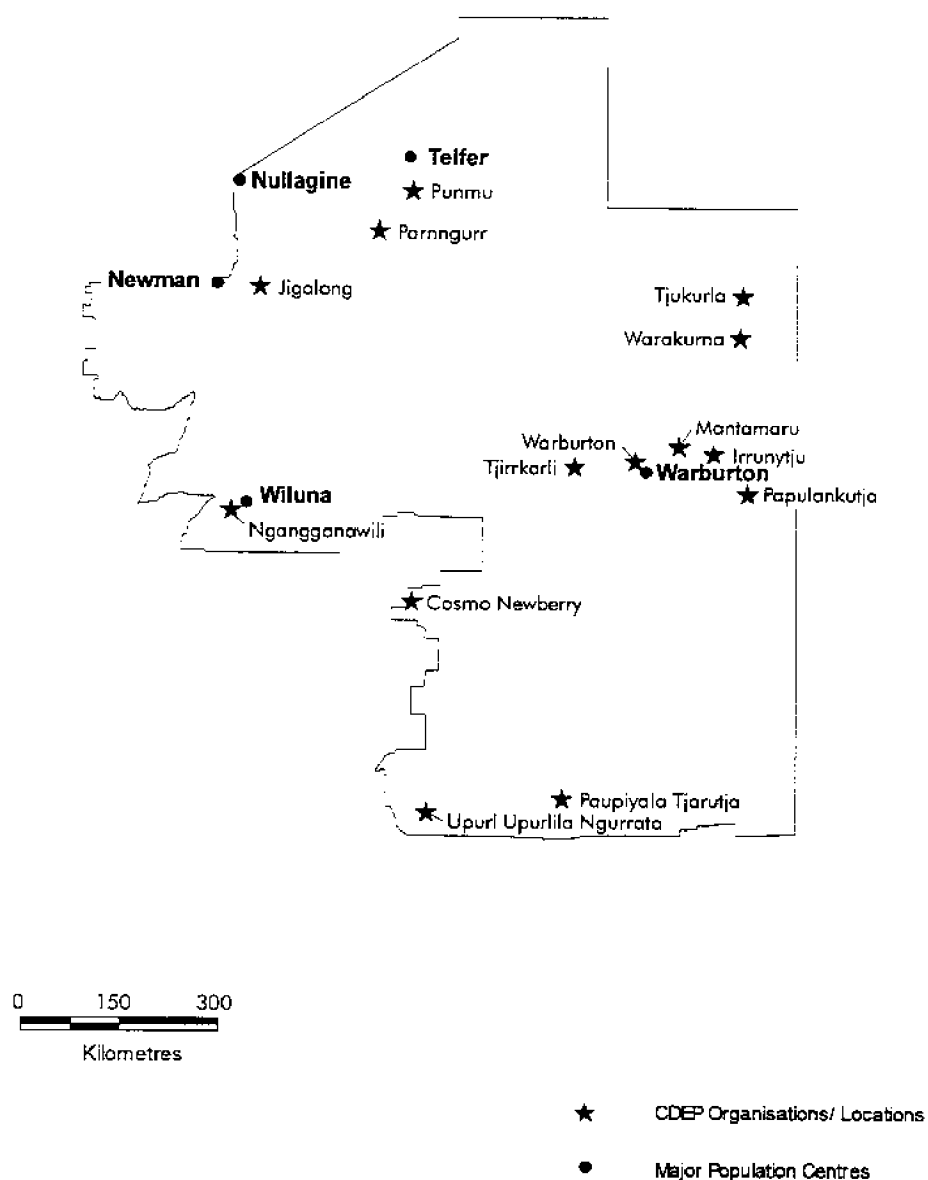 Telfer
Nullagine
Punmu
Parnngurr
Newman
Jigalong
Tjukurla
Warakurna
Mantamaru
Warburton
Irrunytju
Tjirrkarli
Warburton
Papulankutja
Wiluna
Ngangganawili
Cosmo Newberry
Paupiyala Tjarutja
Upurl Upurlila Ngurrata
0 150 300
Kilometres
CDEP Organisations/ Locations
Major Population Centres